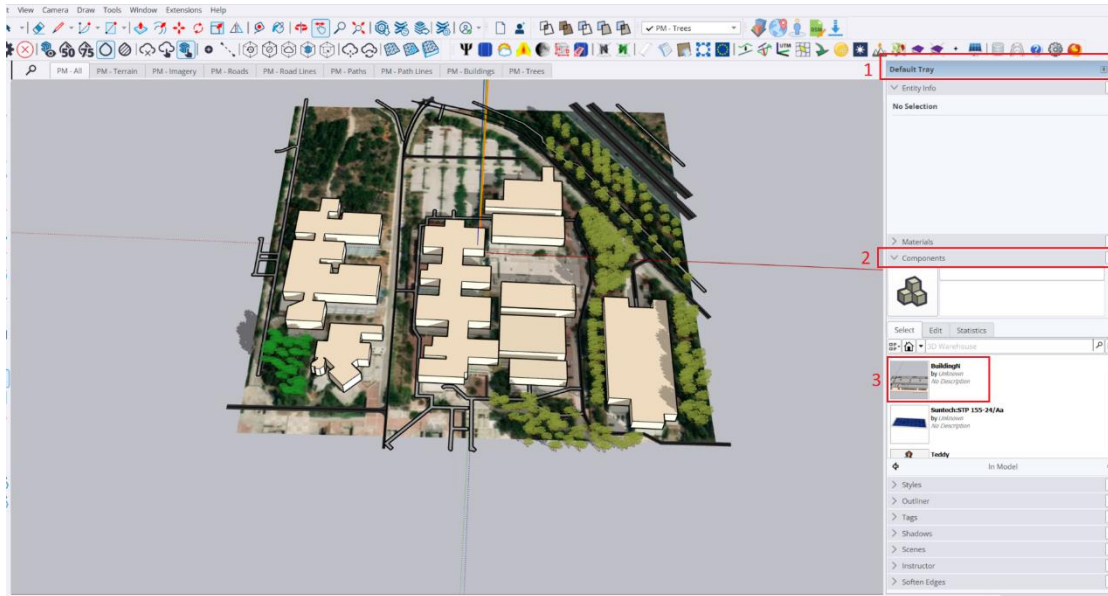 View Camera Draw Tools Window Extensions Help
PM - Trees
PM - All PM - Terrain PM - Imagery PM - Roads PM - Road Lines PM - Paths PM - Path Lines PM - Buildings PM - Trees
1 Default Tray
Entity Info
No Selection
Materials
2 Components
Select Edit Statistics
3D Warehouse
3
BuildingN
by Unknown
No Description
Suntech:STP 155-24/Aa
by Unknown
No Description
Teddy
In Model
Styles
Outliner
Tags
Shadows
Scenes
Instructor
Soften Edges